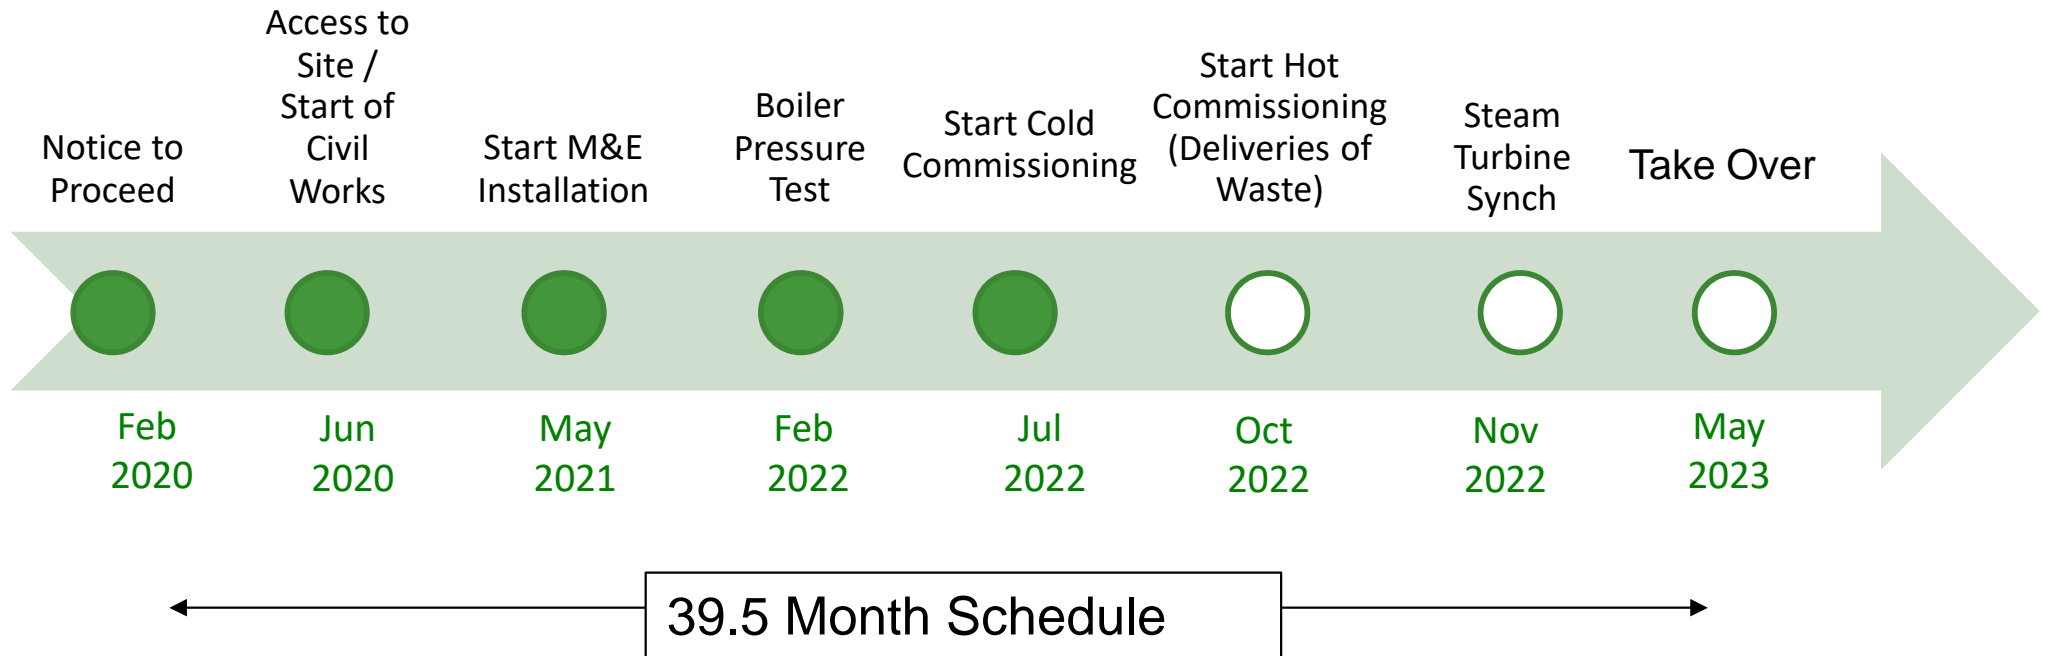 Notice to
Proceed
Access to
Site /
Start of
Civil
Works
Start M&E
Installation
Boiler
Pressure
Test
Start Cold
Commissioning
Start Hot
Commissioning
(Deliveries of
Waste)
Steam
Turbine
Synch
Take Over
Feb
2020
Jun
2020
May
2021
Feb
2022
Jul
2022
Oct
2022
Nov
2022
May
2023
39.5 Month Schedule